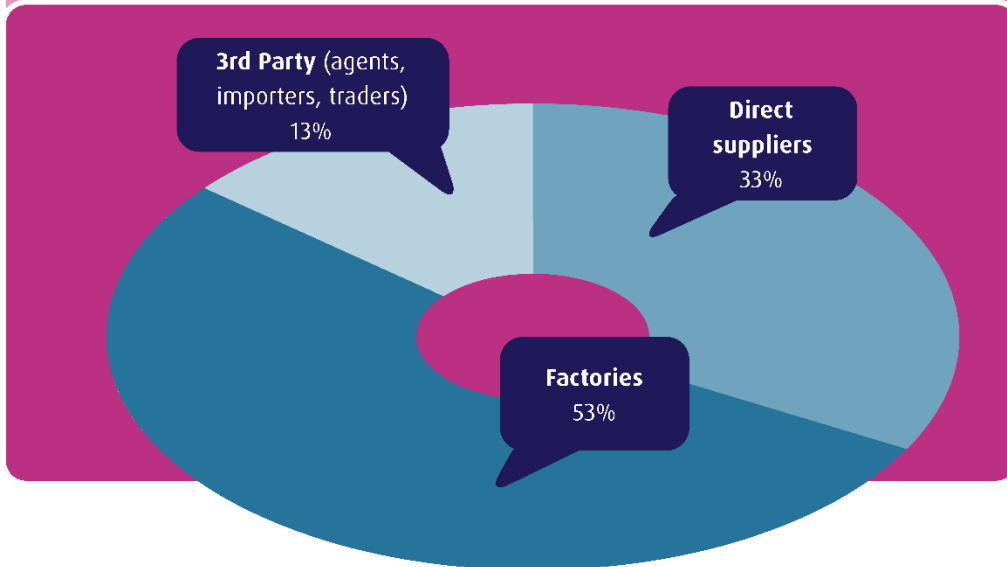 3rd Party (agents,
importers, traders)
13%
Direct
suppliers
33%
Factories
53%